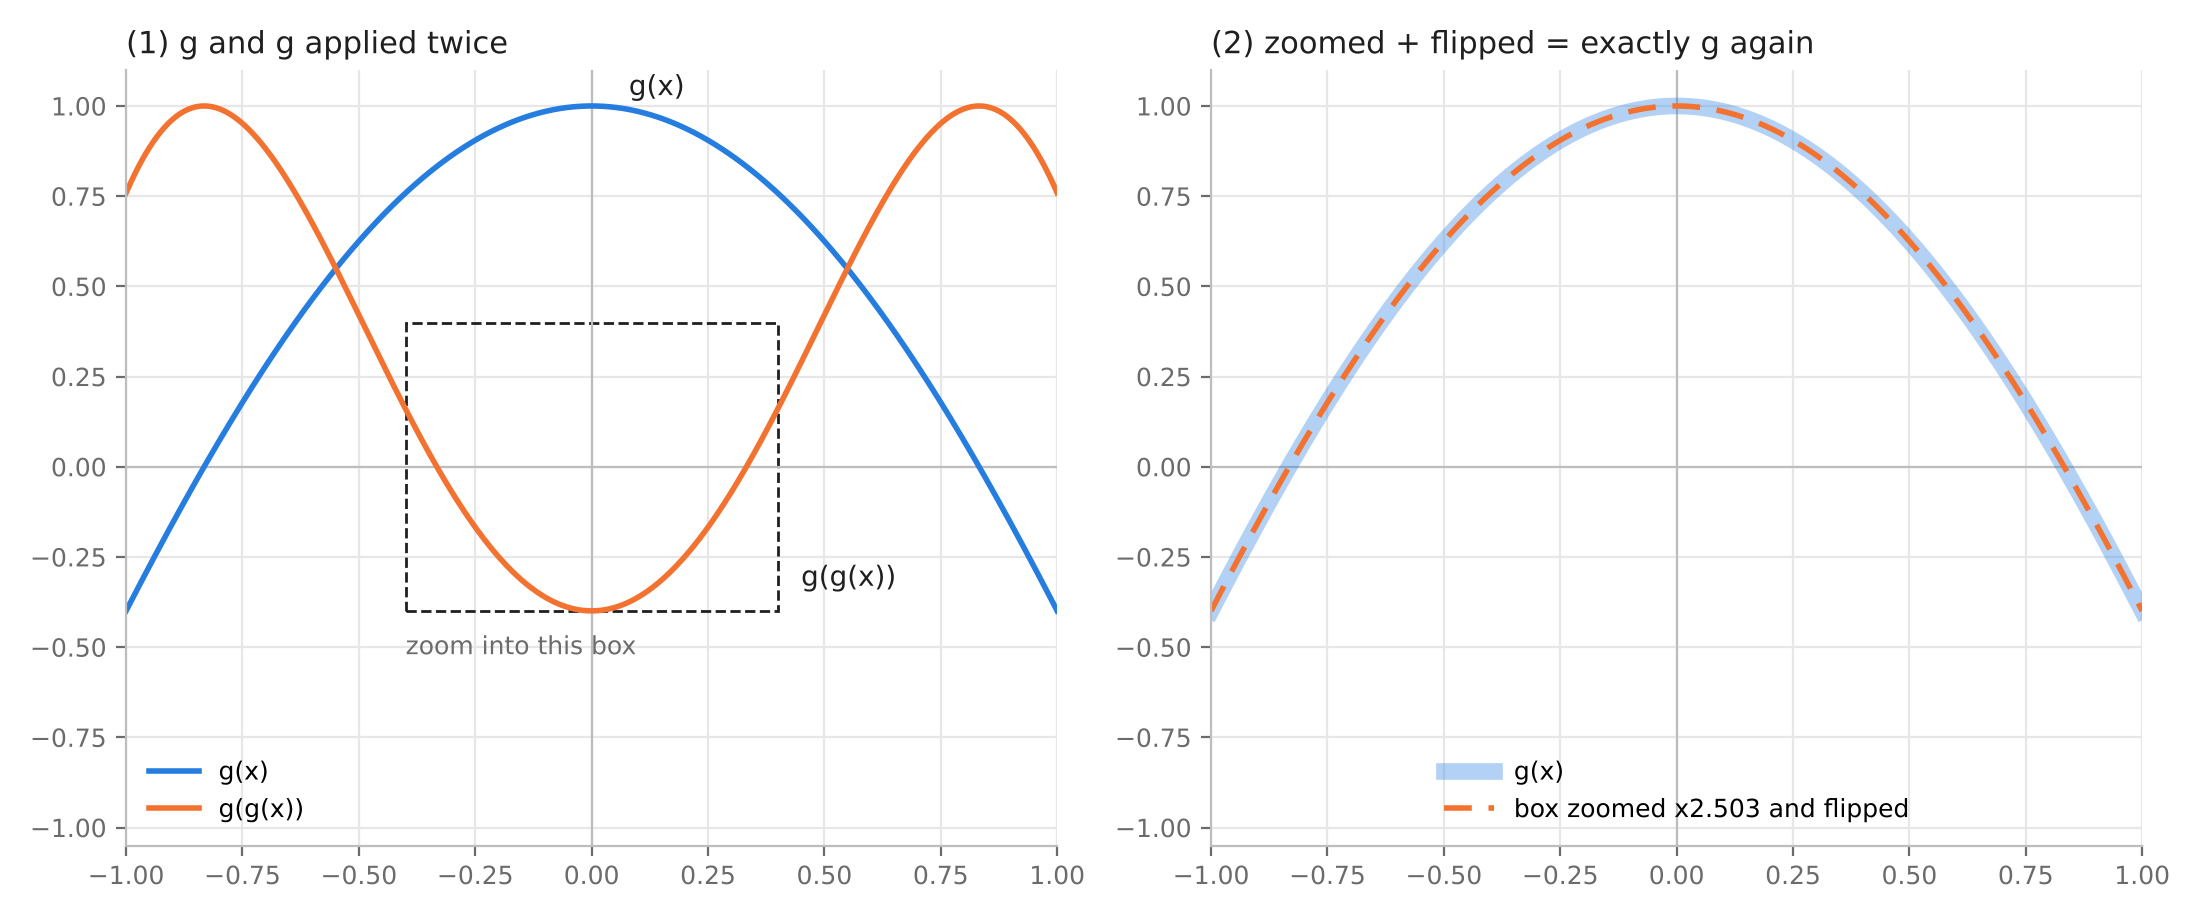 (1) g and g applied twice
g(x)
1.00
0.75
0.50
0.25
0.00
−0.25
−0.50
−0.75
−1.00
g(g(x))
zoom into this box
g(x)
g(g(x))
−1.00 −0.75 −0.50 −0.25 0.00 0.25 0.50 0.75 1.00
(2) zoomed + flipped = exactly g again
1.00
0.75
0.50
0.25
0.00
−0.25
−0.50
−0.75
−1.00
g(x)
box zoomed x2.503 and flipped
−1.00 −0.75 −0.50 −0.25 0.00 0.25 0.50 0.75 1.00